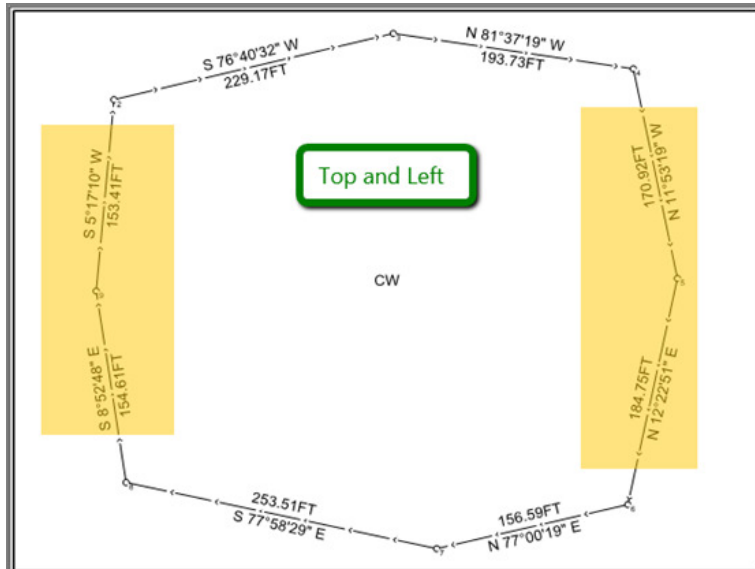 S 76°40'32" W
229.17FT
N 81°37'19" W
193.73FT
S 5°17'10" W
153.41FT
Top and Left
170.92FT
N 11°53'19" W
CW
S 8°52'48" E
154.61FT
184.75FT
N 12°22'51" E
253.51FT
S 77°58'29" E
156.59FT
N 77°00'19" E